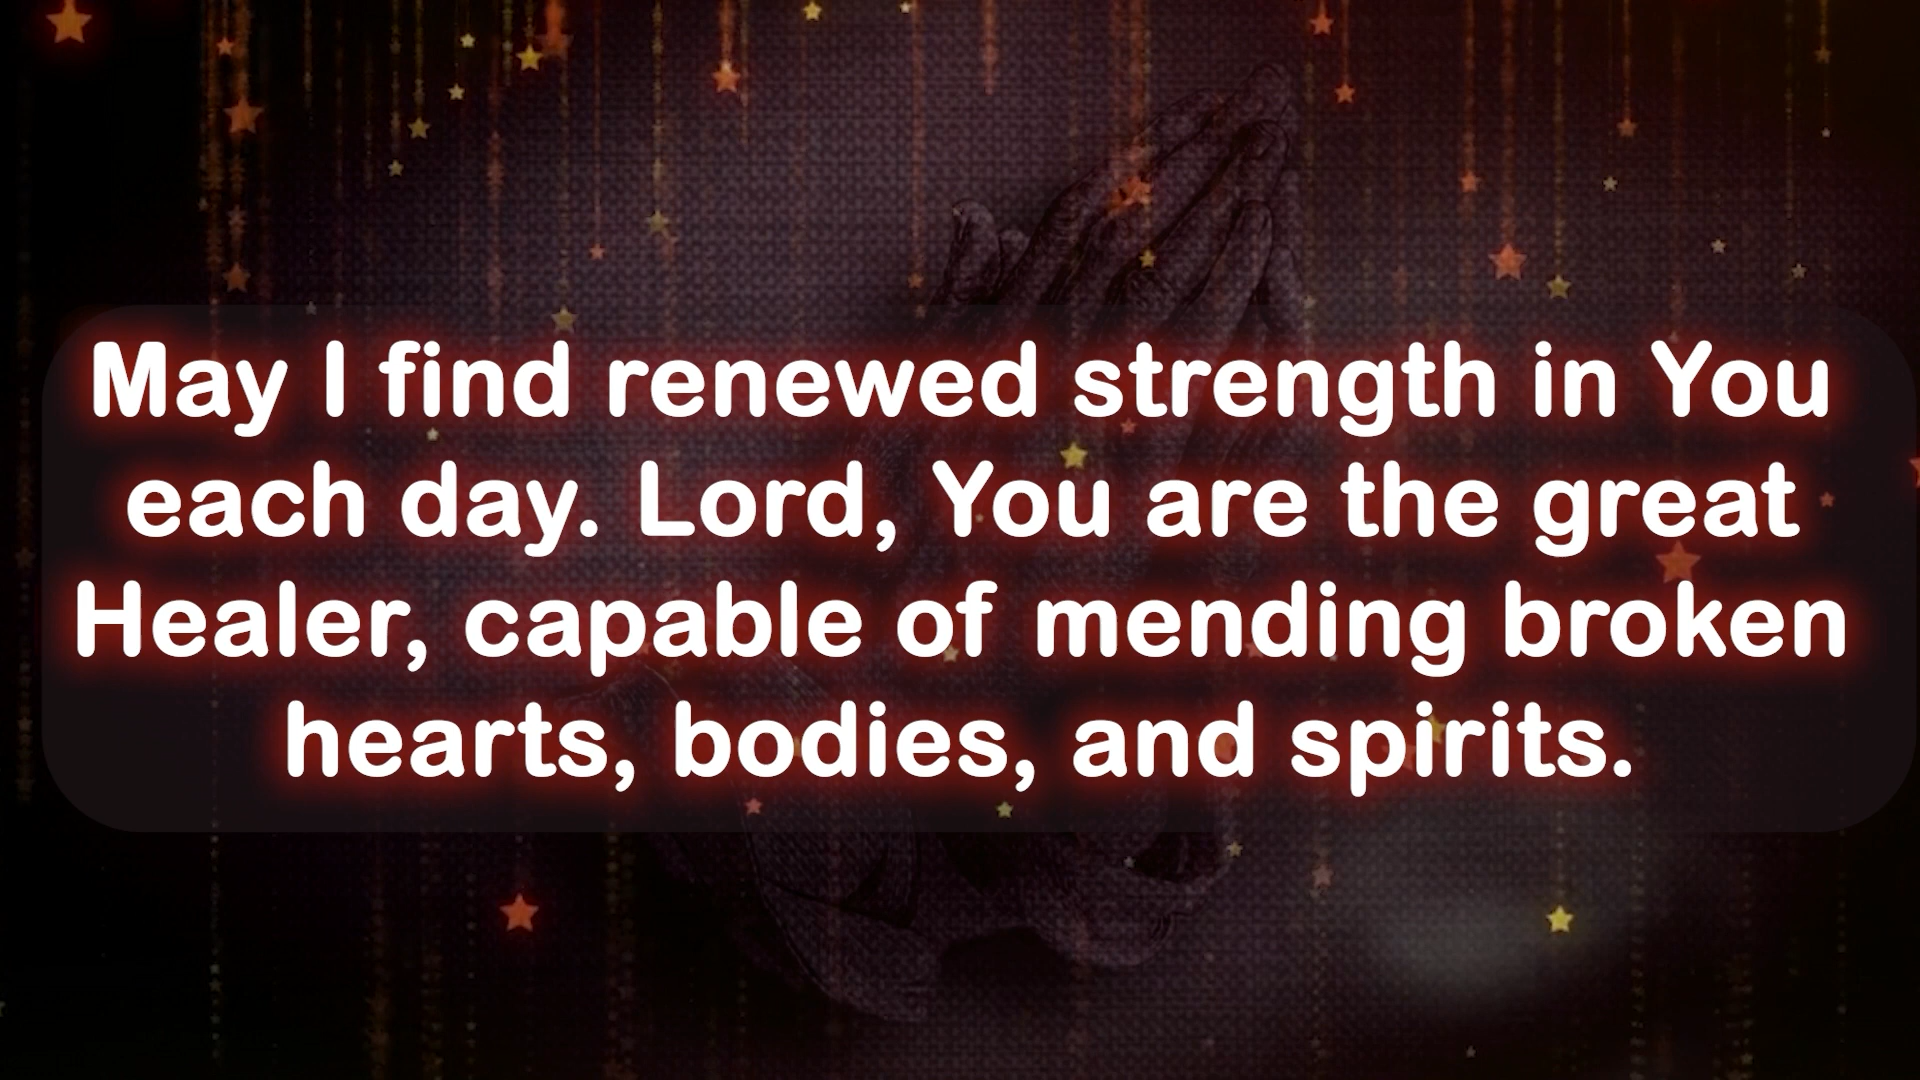 May I find renewed strength in You
each day. Lord, You are the great
Healer, capable of mending broken
hearts, bodies, and spirits.